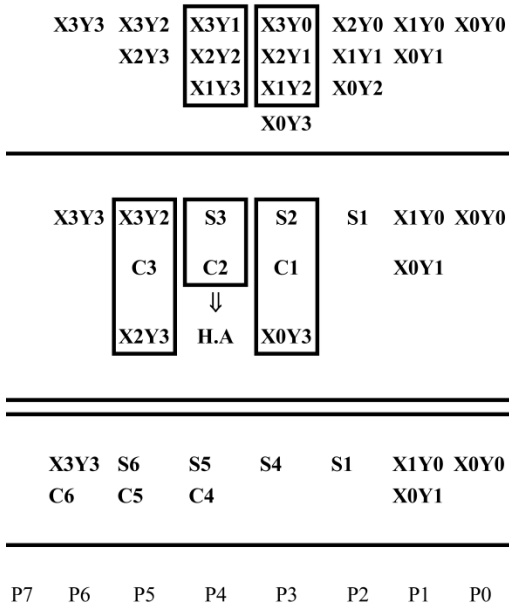 X3Y3 X3Y2 X3Y1 X3Y0 X2Y0 X1Y0 X0Y0
X2Y3 X2Y2 X2Y1 X1Y1 X0Y1
X1Y3 X1Y2 X0Y2
X0Y3
X3Y3 X3Y2 S3 S2 S1 X1Y0 X0Y0
C3 C2 C1 X0Y1
⇓
X2Y3 H.A X0Y3
X3Y3 S6 S5 S4 S1 X1Y0 X0Y0
C6 C5 C4 X0Y1
P7 P6 P5 P4 P3 P2 P1 P0